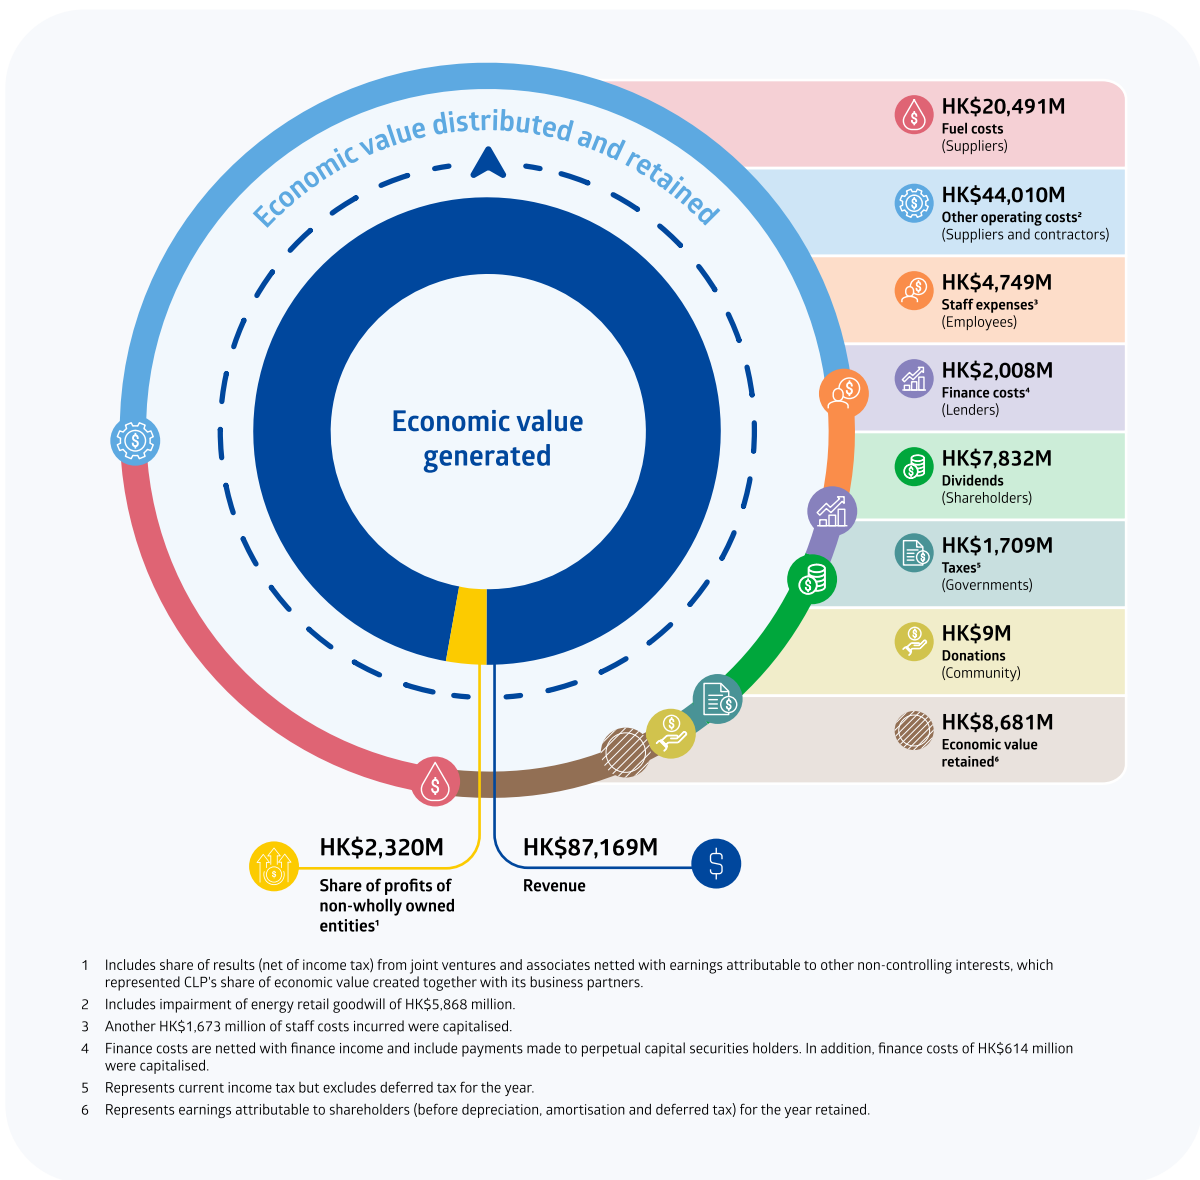 Economic value distributed and retained
Economic value
generated
HK$20,491M
Fuel costs
(Suppliers)
HK$44,010M
Other operating costs²
(Suppliers and contractors)
HK$4,749M
Staff expenses³
(Employees)
HK$2,008M
Finance costs⁴
(Lenders)
HK$7,832M
Dividends
(Shareholders)
HK$1,709M
Taxes⁵
(Governments)
HK$9M
Donations
(Community)
HK$8,681M
Economic value
retained⁶
HK$2,320M
Share of profits of
non-wholly owned
entities¹
HK$87,169M
Revenue
1 Includes share of results (net of income tax) from joint ventures and associates netted with earnings attributable to other non-controlling interests, which
represented CLP's share of economic value created together with its business partners.
2 Includes impairment of energy retail goodwill of HK$5,868 million.
3 Another HK$1,673 million of staff costs incurred were capitalised.
4 Finance costs are netted with finance income and include payments made to perpetual capital securities holders. In addition, finance costs of HK$614 million
were capitalised.
5 Represents current income tax but excludes deferred tax for the year.
6 Represents earnings attributable to shareholders (before depreciation, amortisation and deferred tax) for the year retained.